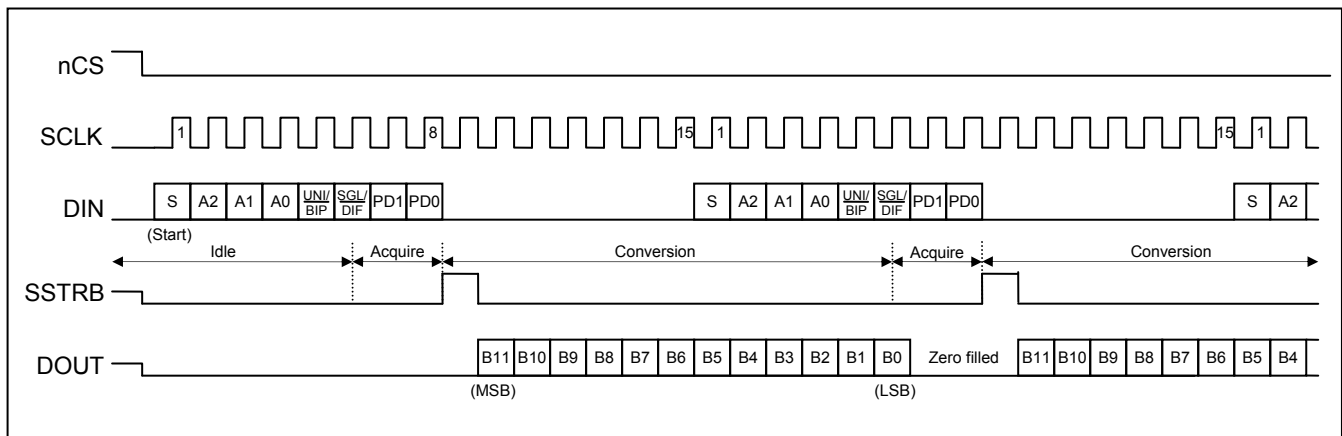 nCS
SCLK 1 8 15 1 15 1
DIN S A2 A1 A0 UNI/BIP SGL/DIF PD1 PD0 S A2 A1 A0 UNI/BIP SGL/DIF PD1 PD0 S A2
(Start)
Idle Acquire Conversion Acquire Conversion
SSTRB
DOUT B11 B10 B9 B8 B7 B6 B5 B4 B3 B2 B1 B0 Zero filled B11 B10 B9 B8 B7 B6 B5 B4
(MSB) (LSB)